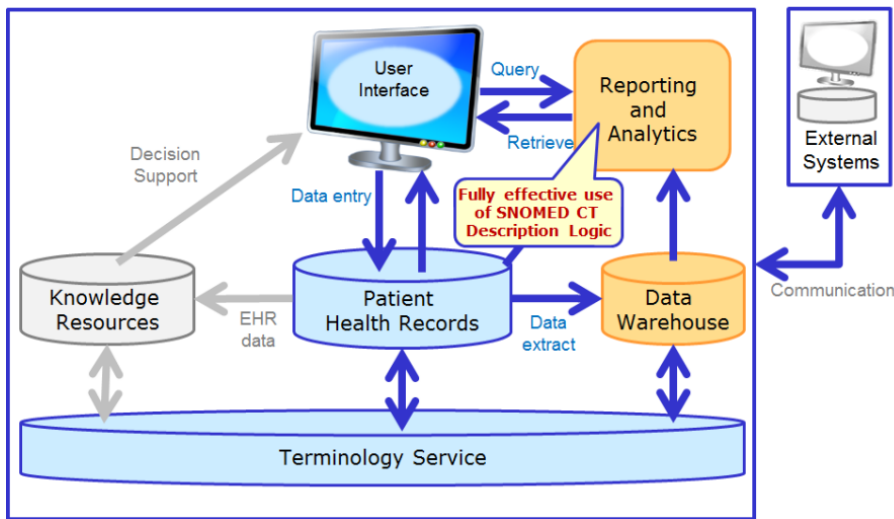 User
Interface
Query
Retrieve
Reporting
and
Analytics
External
Systems
Decision
Support
Data entry
Fully effective use
of SNOMED CT
Description Logic
Knowledge
Resources
EHR
data
Patient
Health Records
Data
extract
Data
Warehouse
Communication
Terminology Service